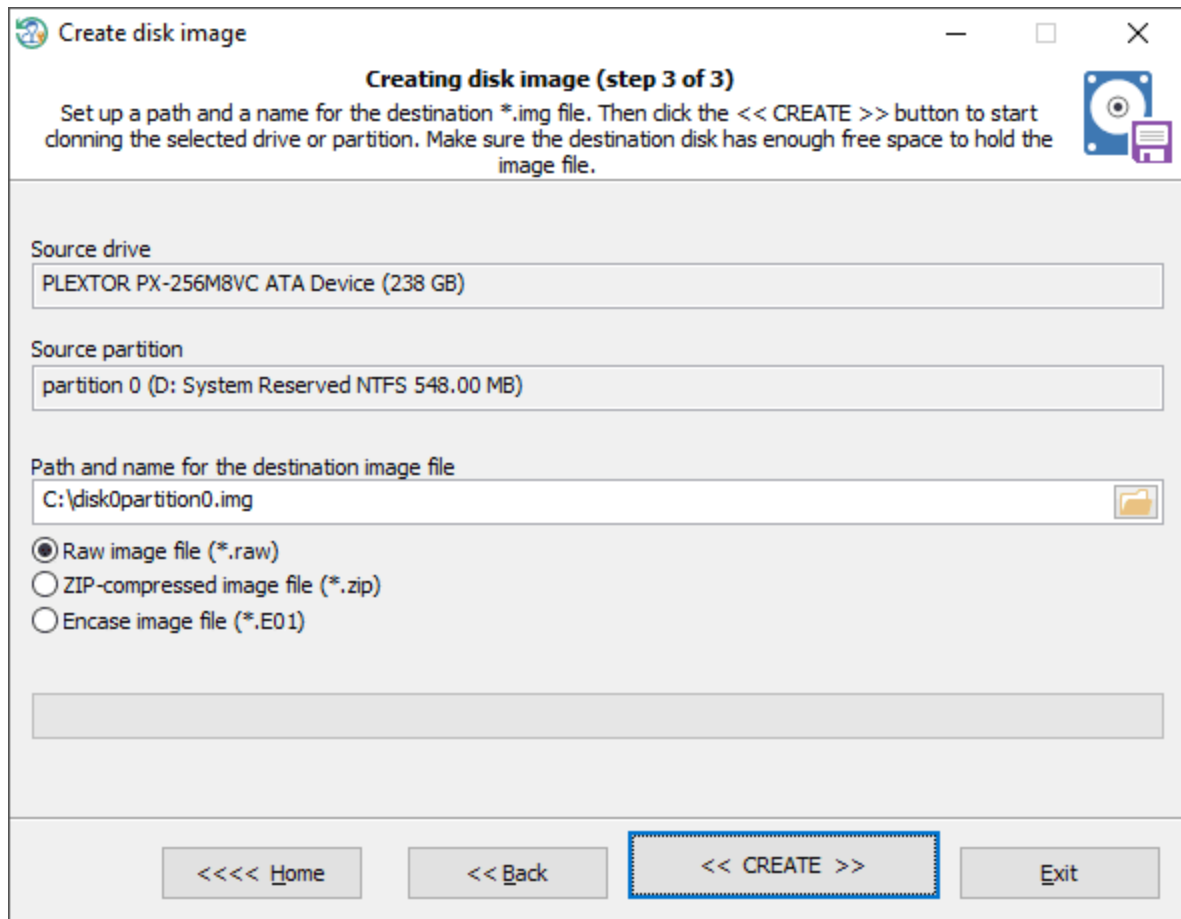 Create disk image
Creating disk image (step 3 of 3)
Set up a path and a name for the destination *.img file. Then click the << CREATE >> button to start
clonning the selected drive or partition. Make sure the destination disk has enough free space to hold the
image file.
Source drive
PLEXTOR PX-256M8VC ATA Device (238 GB)
Source partition
partition 0 (D: System Reserved NTFS 548.00 MB)
Path and name for the destination image file
C:\disk0partition0.img
Raw image file (*.raw)
ZIP-compressed image file (*.zip)
Encase image file (*.E01)
<<<< Home
<< Back
<< CREATE >>
Exit